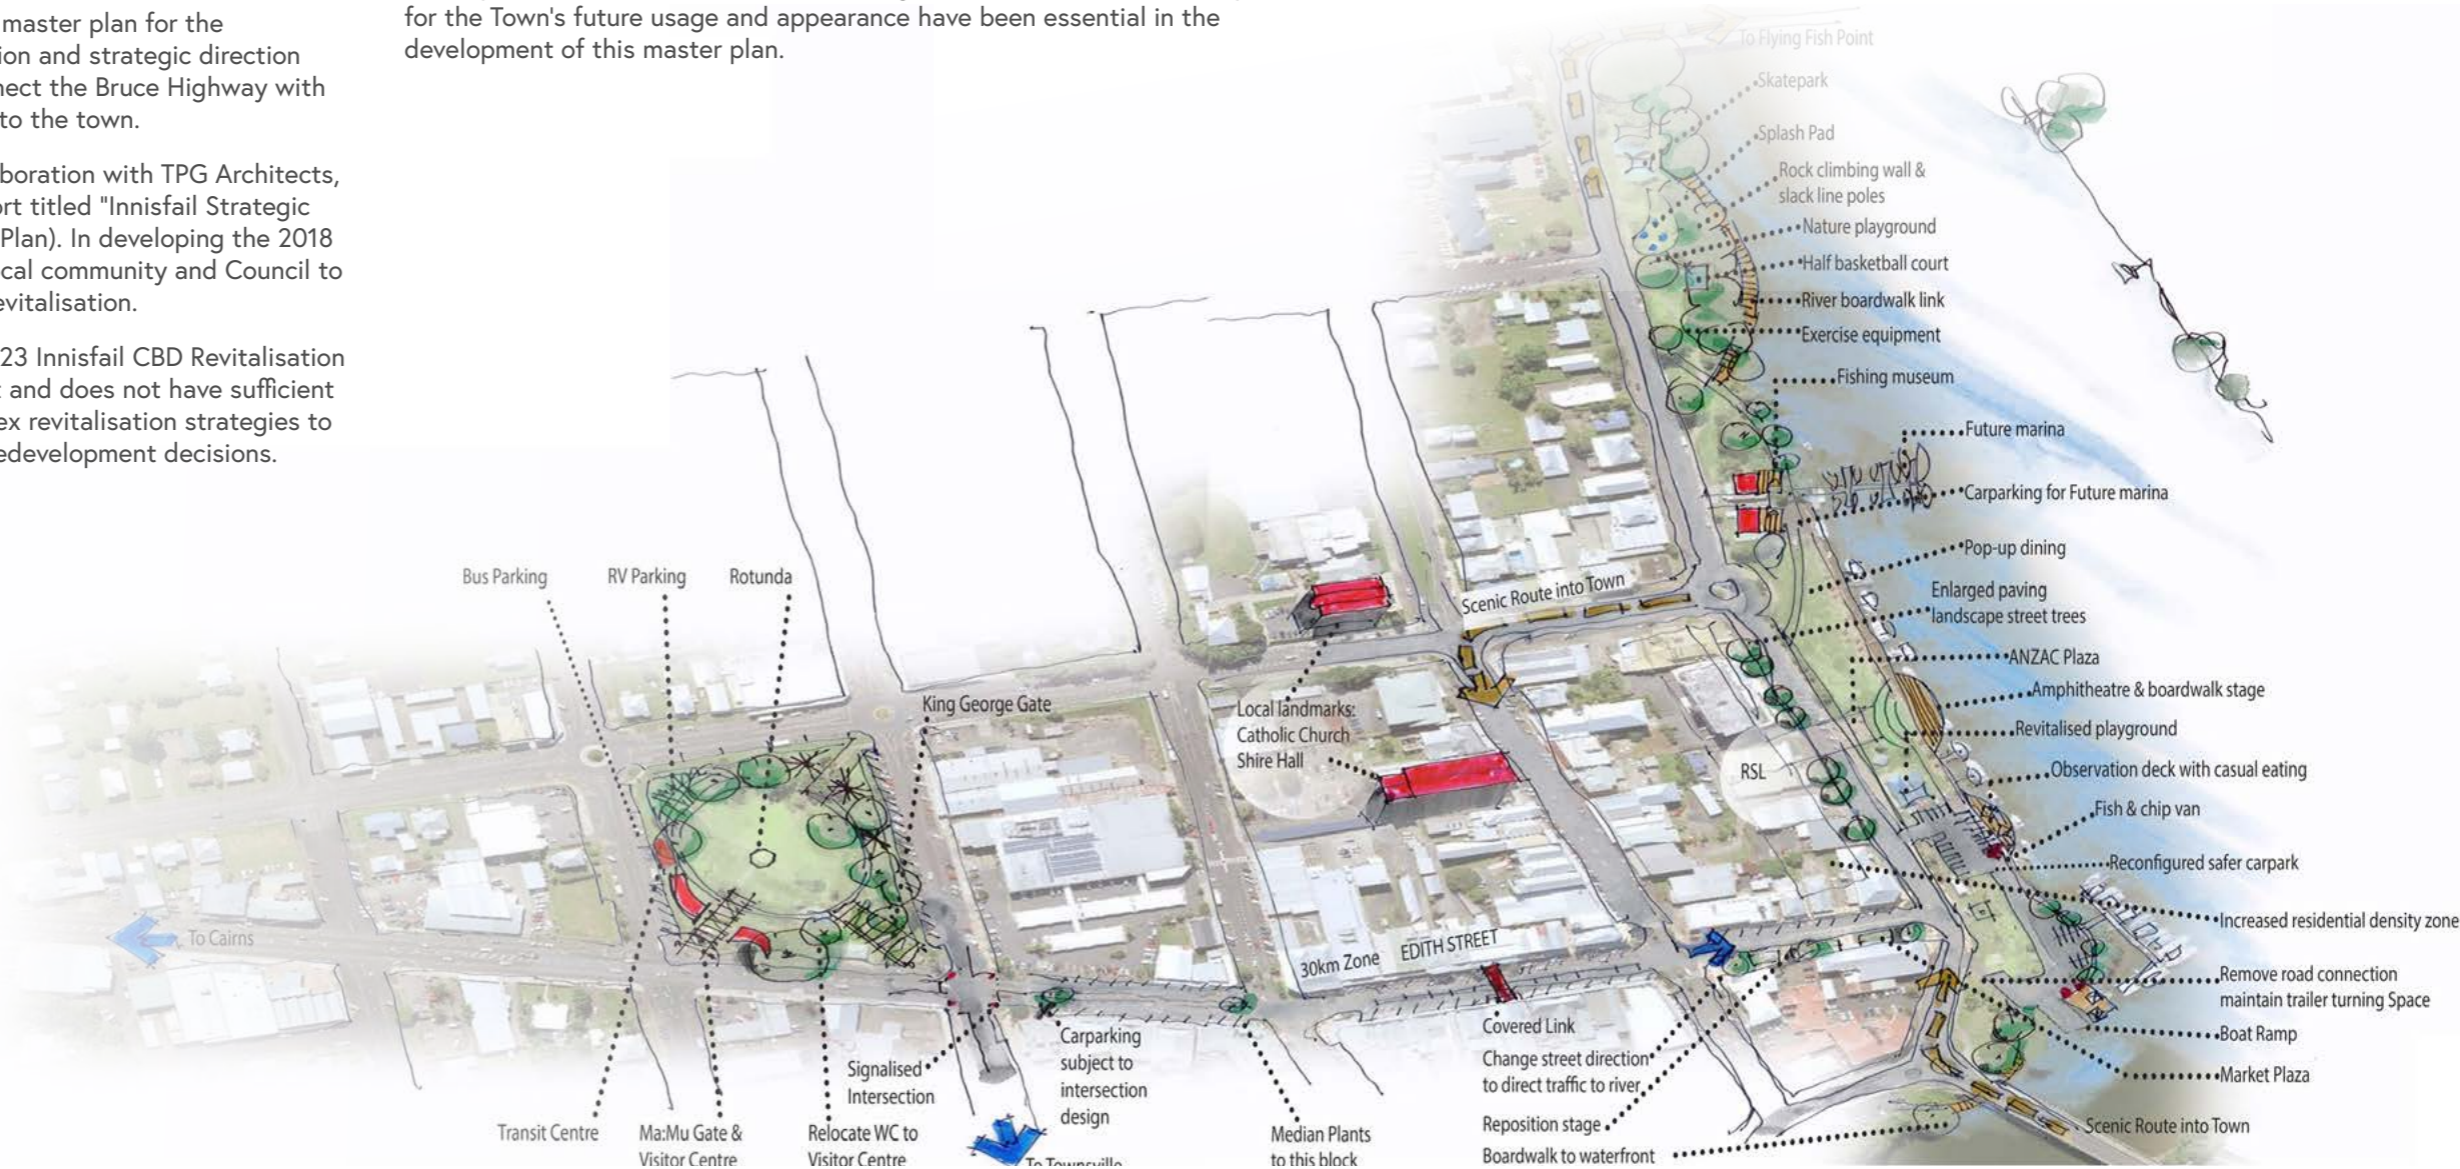 master plan for the
ion and strategic direction
nect the Bruce Highway with
to the town.
boration with TPG Architects,
ort titled "Innisfail Strategic
Plan). In developing the 2018
cal community and Council to
evitalisation.
23 Innisfail CBD Revitalisation
t and does not have sufficient
ex revitalisation strategies to
edevelopment decisions.
for the Town's future usage and appearance have been essential in the
development of this master plan.
To Flying Fish Point
Skatepark
Splash Pad
Rock climbing wall &
slack line poles
Nature playground
Half basketball court
River boardwalk link
Exercise equipment
Fishing museum
Future marina
Carparking for Future marina
Pop-up dining
Enlarged paving
landscape street trees
ANZAC Plaza
Amphitheatre & boardwalk stage
Revitalised playground
Observation deck with casual eating
Fish & chip van
Reconfigured safer carpark
Increased residential density zone
Remove road connection
maintain trailer turning Space
Boat Ramp
Market Plaza
Scenic Route into Town
Bus Parking
RV Parking
Rotunda
Scenic Route into Town
King George Gate
Local landmarks:
Catholic Church
Shire Hall
RSL
To Cairns
30km Zone
EDITH STREET
Covered Link
Change street direction
to direct traffic to river
Reposition stage
Boardwalk to waterfront
Carparking
subject to
intersection
design
Signalised
Intersection
Transit Centre
Ma:Mu Gate &
Visitor Centre
Relocate WC to
Visitor Centre
To Townsville
Median Plants
to this block